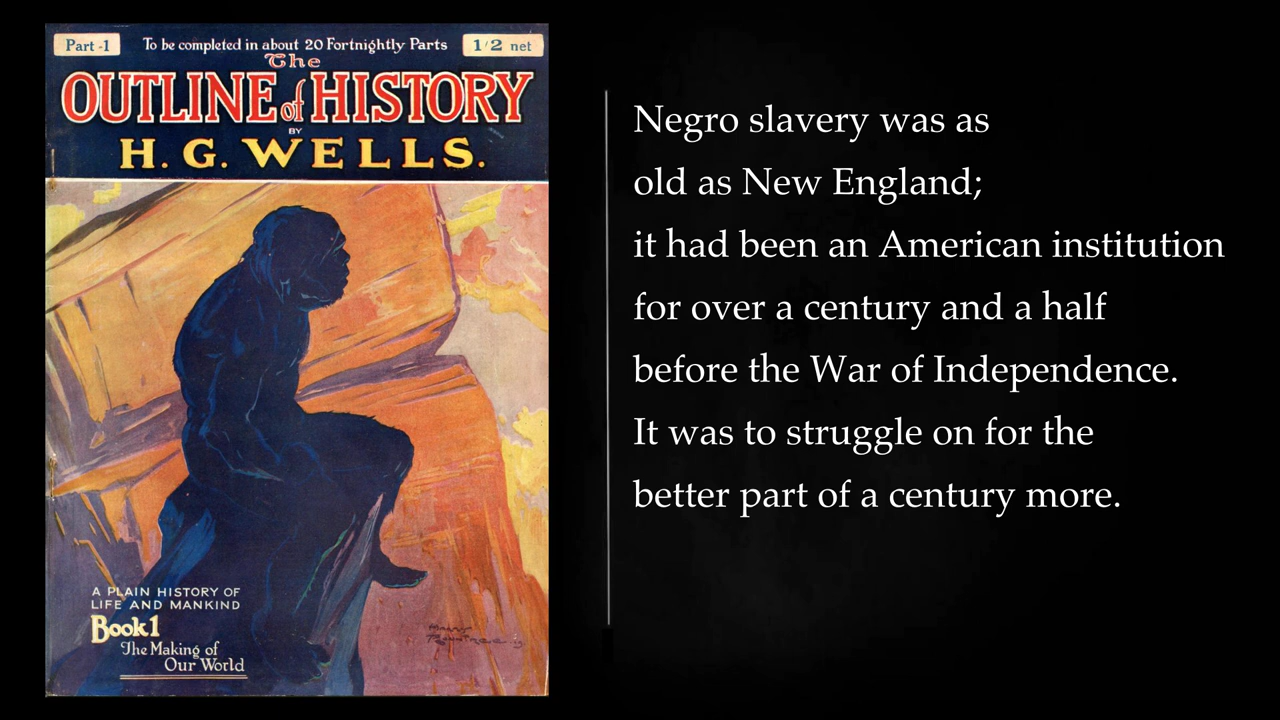 Part -1
To be completed in about 20 Fortnightly Parts
1/2 net
The
OUTLINE of HISTORY
BY
H. G. WELLS.
A PLAIN HISTORY OF
LIFE AND MANKIND
Book 1
The Making of
Our World
Negro slavery was as
old as New England;
it had been an American institution
for over a century and a half
before the War of Independence.
It was to struggle on for the
better part of a century more.